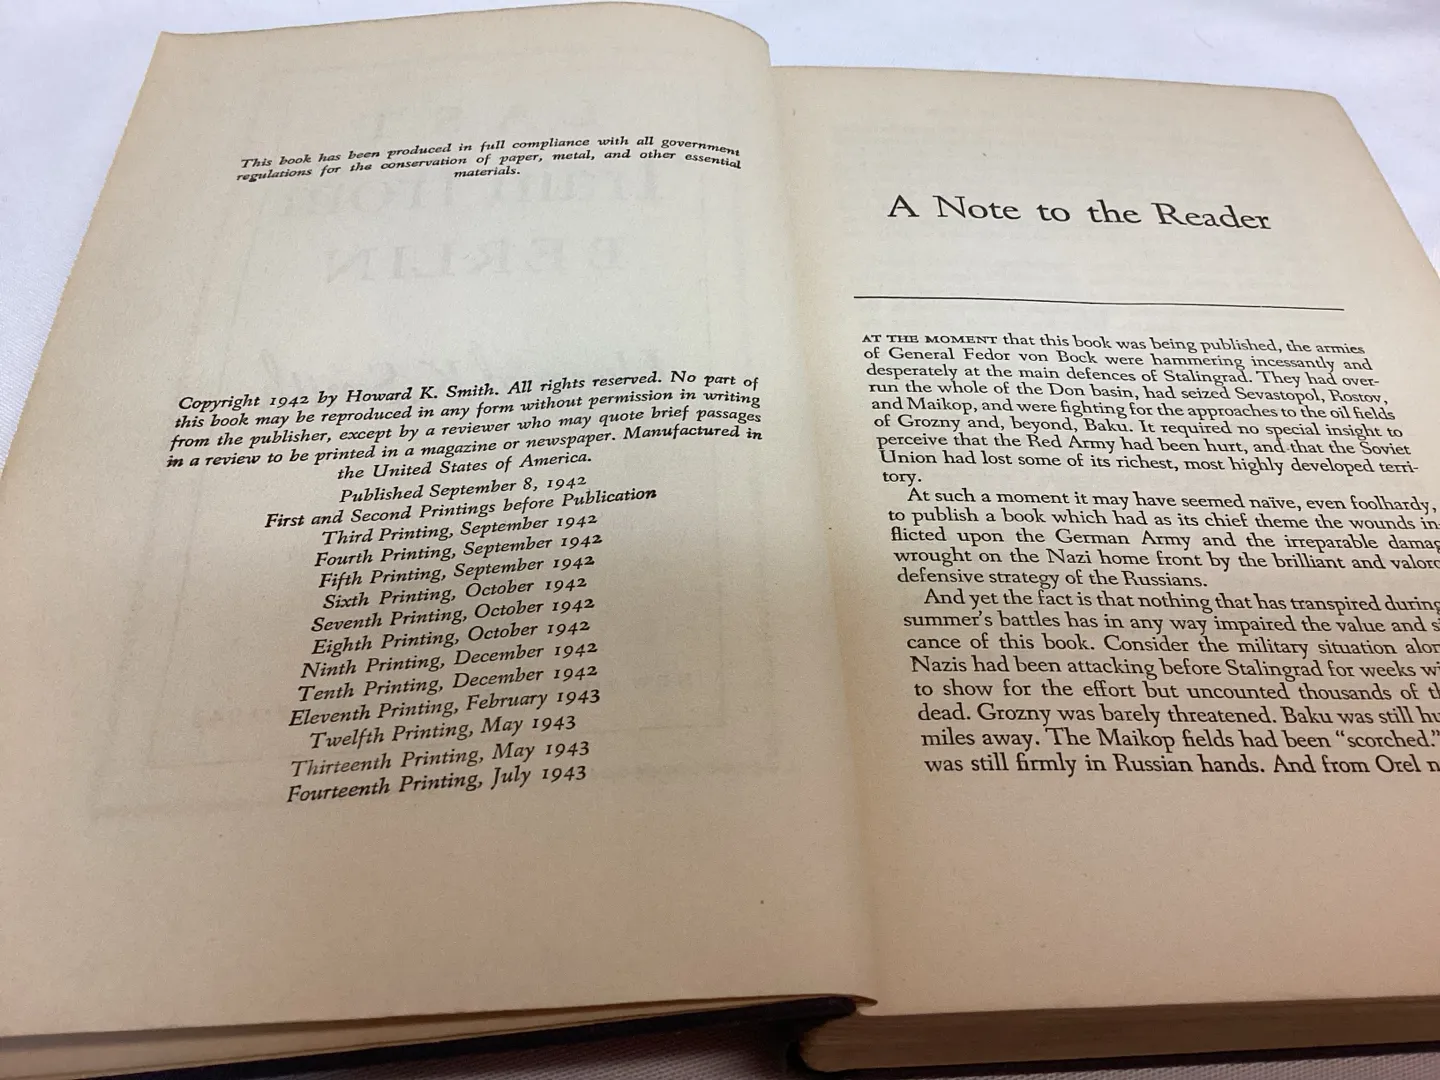 This book has been produced in full compliance with all government
regulations for the conservation of paper, metal, and other essential
materials.
Copyright 1942 by Howard K. Smith. All rights reserved. No part of
this book may be reproduced in any form without permission in writing
from the publisher, except by a reviewer who may quote brief passages
in a review to be printed in a magazine or newspaper. Manufactured in
the United States of America.
Published September 8, 1942
First and Second Printings before Publication
Third Printing, September 1942
Fourth Printing, September 1942
Fifth Printing, September 1942
Sixth Printing, October 1942
Seventh Printing, October 1942
Eighth Printing, October 1942
Ninth Printing, December 1942
Tenth Printing, December 1942
Eleventh Printing, February 1943
Twelfth Printing, May 1943
Thirteenth Printing, May 1943
Fourteenth Printing, July 1943
A Note to the Reader
AT THE MOMENT that this book was being published, the armies
of General Fedor von Bock were hammering incessantly and
desperately at the main defences of Stalingrad. They had over-
run the whole of the Don basin, had seized Sevastopol, Rostov,
and Maikop, and were fighting for the approaches to the oil fields
of Grozny and, beyond, Baku. It required no special insight to
perceive that the Red Army had been hurt, and that the Soviet
Union had lost some of its richest, most highly developed terri-
tory.
At such a moment it may have seemed naïve, even foolhardy,
to publish a book which had as its chief theme the wounds in-
flicted upon the German Army and the irreparable damag
wrought on the Nazi home front by the brilliant and valoro
defensive strategy of the Russians.
And yet the fact is that nothing that has transpired during
summer's battles has in any way impaired the value and s
cance of this book. Consider the military situation alon
Nazis had been attacking before Stalingrad for weeks wi
to show for the effort but uncounted thousands of th
dead. Grozny was barely threatened. Baku was still hu
miles away. The Maikop fields had been "scorched."
was still firmly in Russian hands. And from Orel n